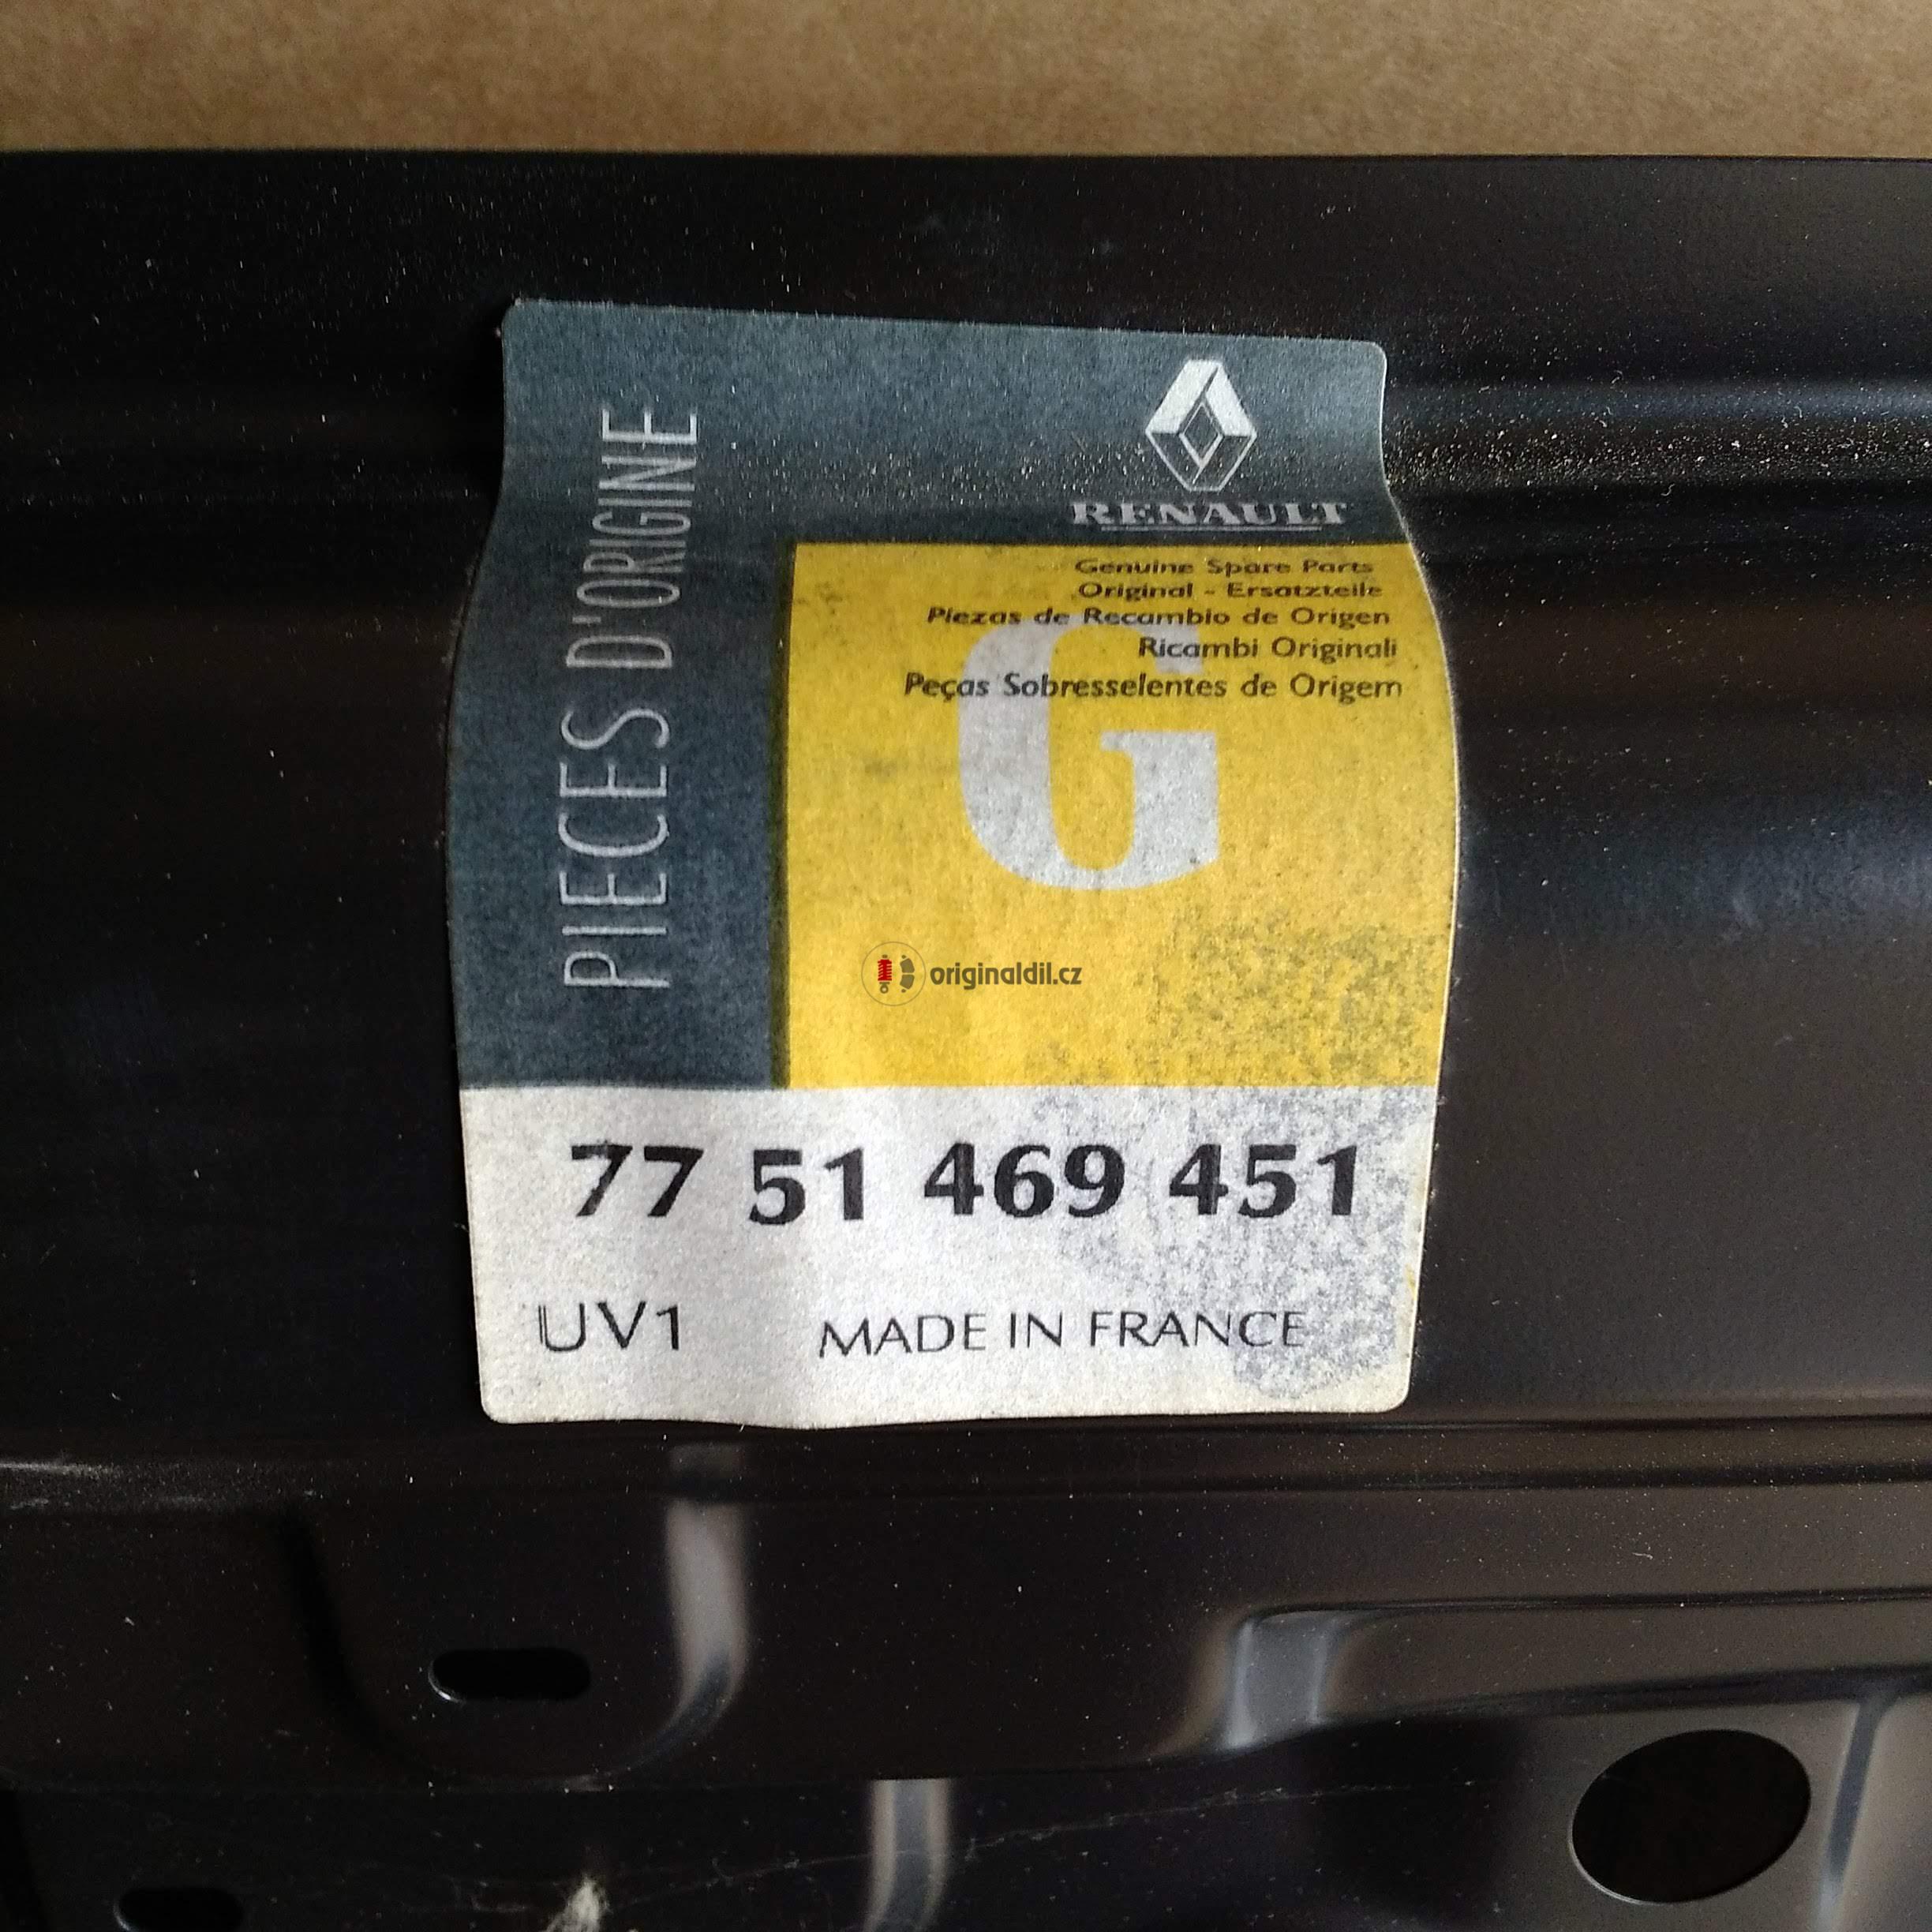 PIECES D'ORIGINE
RENAULT
Genuine Spare Parts
Original - Ersatzteile
Piezas de Recambio de Origen
Ricambi Originali
Peças Sobresselentes de Origem
G
originaldil.cz
77 51 469 451
UV1 MADE IN FRANCE